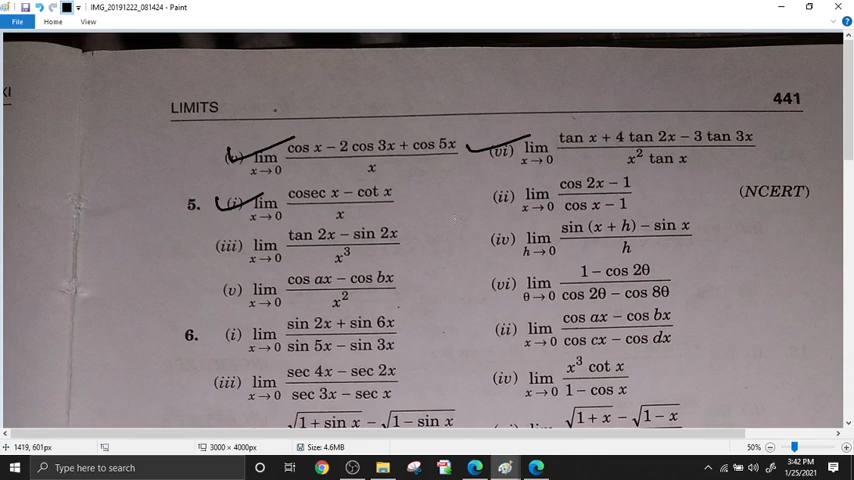 IMG_20191222_081424 - Paint
File Home View
LIMITS 441
lim x→0 cos x − 2 cos 3x + cos 5x / x (vi) lim x→0 tan x + 4 tan 2x − 3 tan 3x / x² tan x
5. (i) lim x→0 cosec x − cot x / x (ii) lim x→0 cos 2x − 1 / cos x − 1 (NCERT)
(iii) lim x→0 tan 2x − sin 2x / x³ (iv) lim h→0 sin (x + h) − sin x / h
(v) lim x→0 cos ax − cos bx / x² (vi) lim θ→0 1 − cos 2θ / cos 2θ − cos 8θ
6. (i) lim x→0 sin 2x + sin 6x / sin 5x − sin 3x (ii) lim x→0 cos ax − cos bx / cos cx − cos dx
(iii) lim x→0 sec 4x − sec 2x / sec 3x − sec x (iv) lim x→0 x³ cot x / 1 − cos x
√1 + sin x − √1 − sin x √1 + x − √1 − x
1419, 601px 3000 × 4000px Size: 4.6MB 50%
Type here to search 3:42 PM
1/25/2021